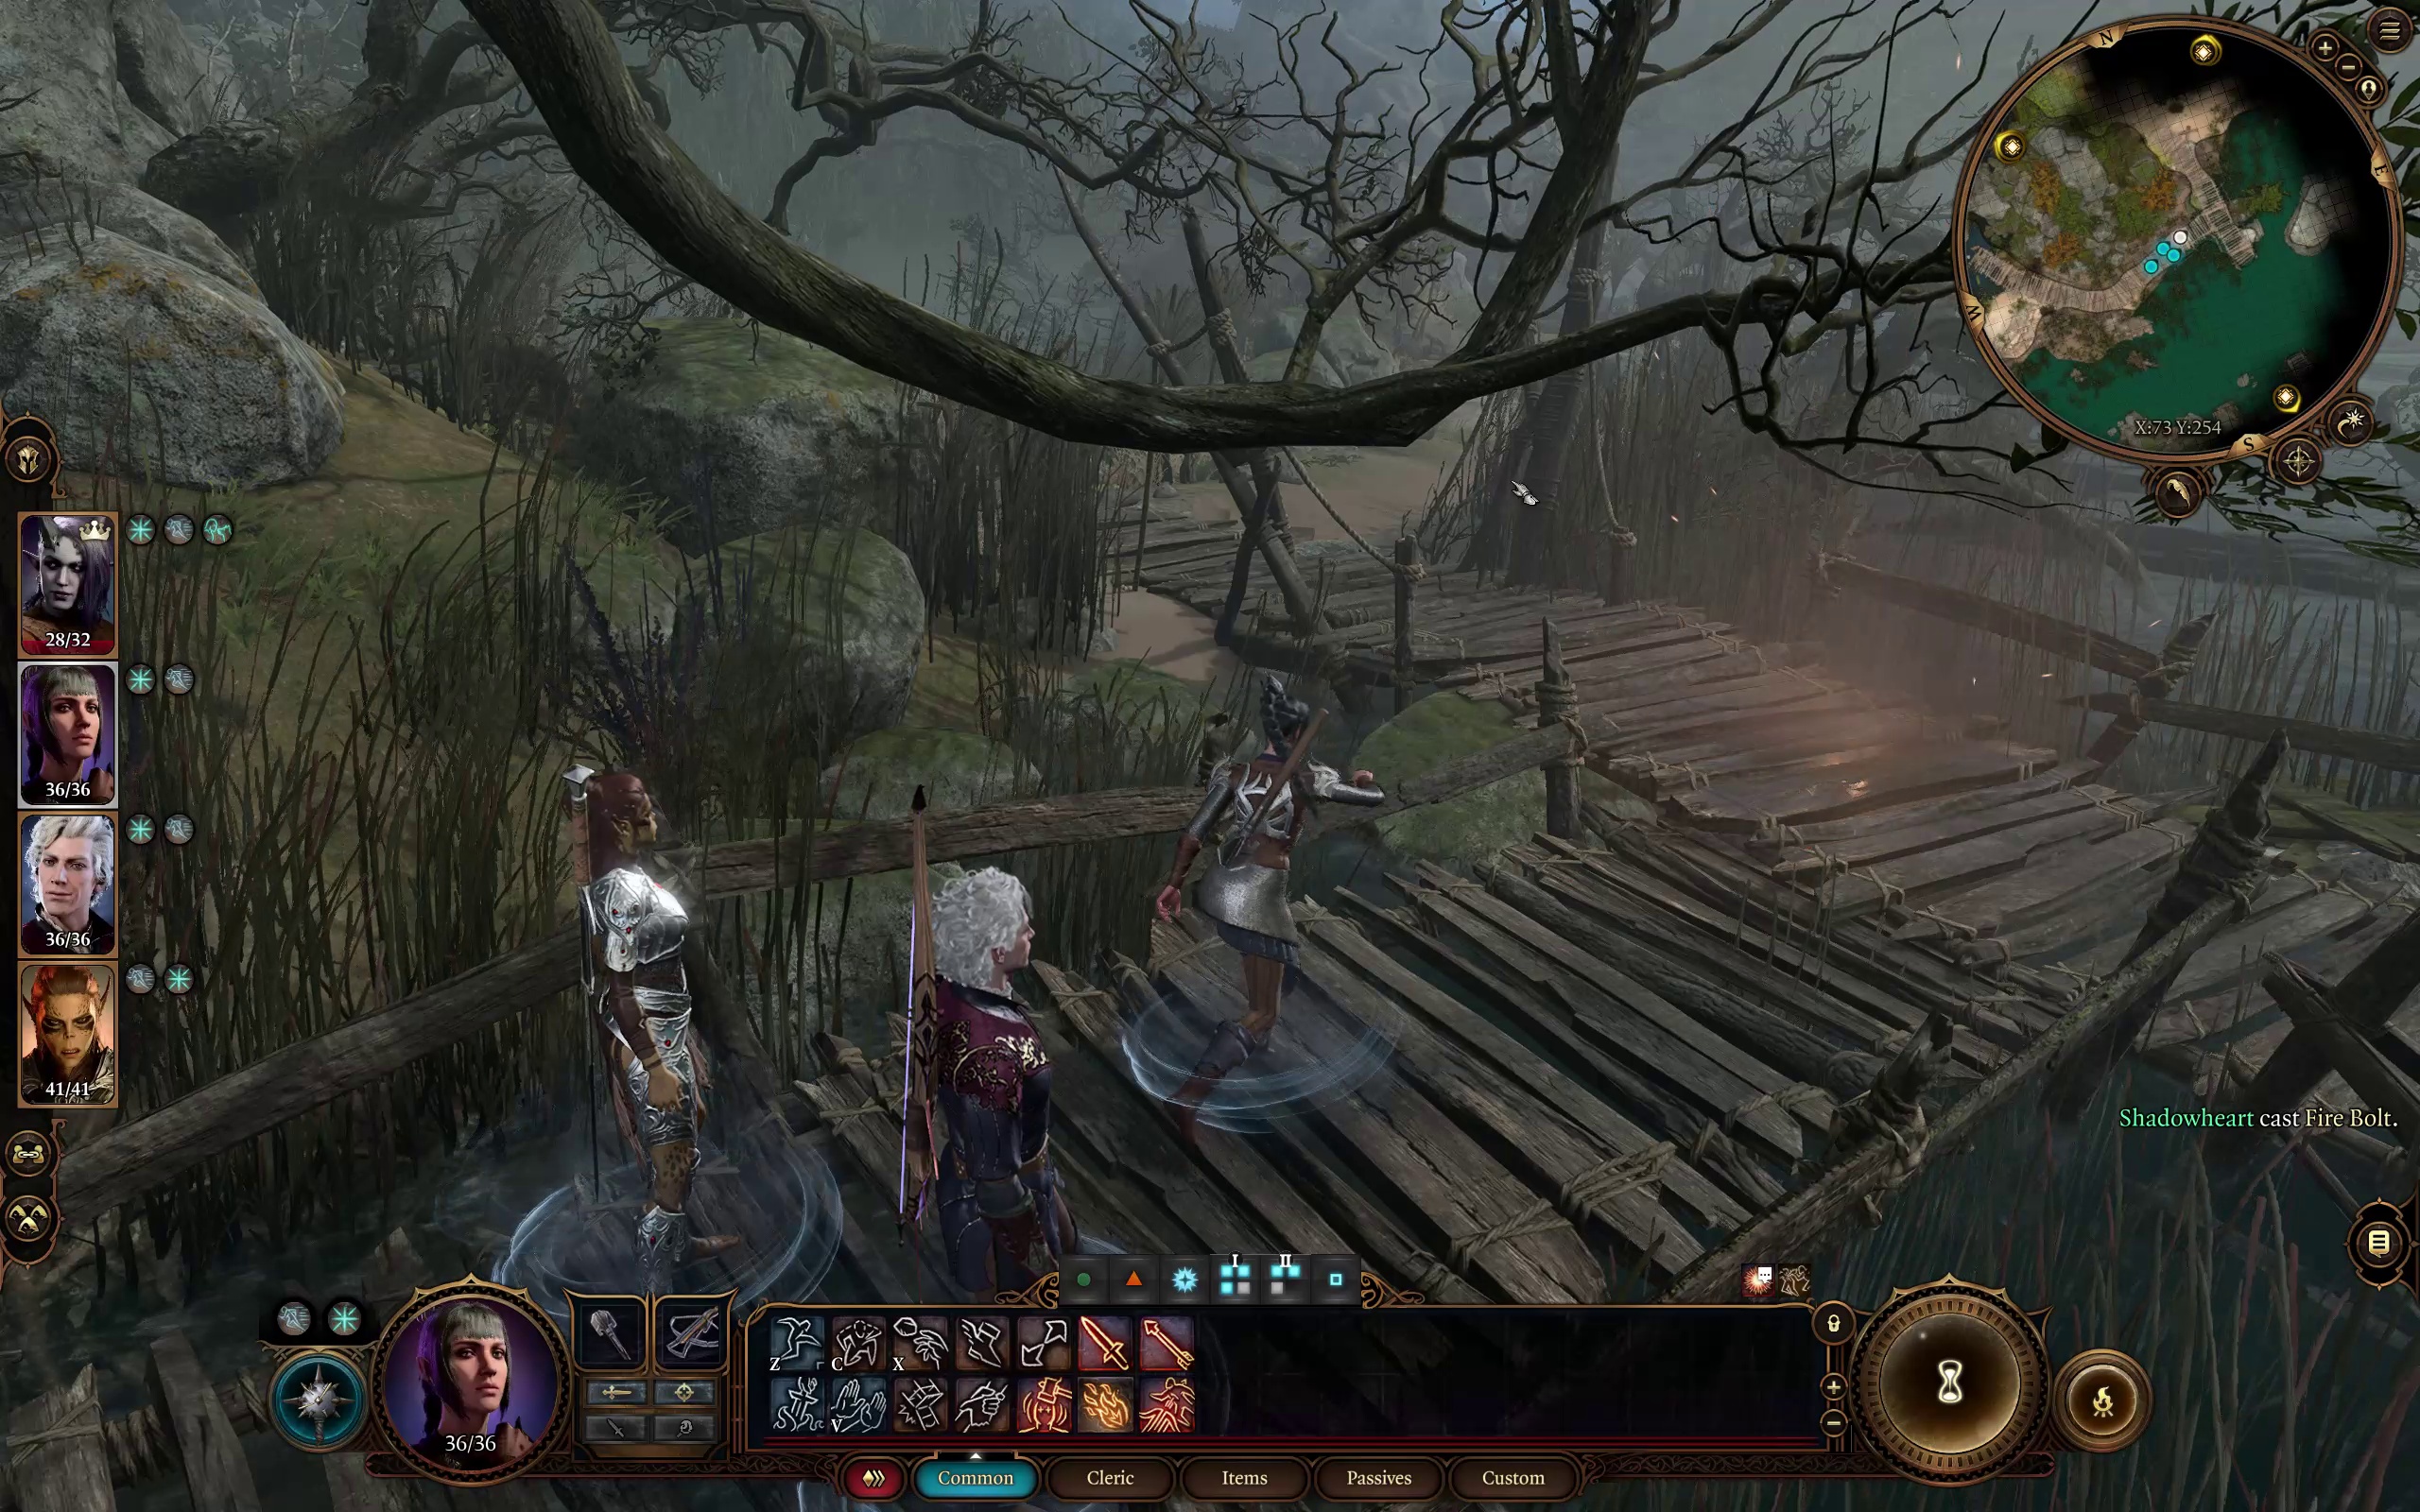 N
E
W
S
X:73 Y:254
28/32
36/36
36/36
41/41
Shadowheart cast Fire Bolt.
I II
Z C X
V
36/36
Common Cleric Items Passives Custom